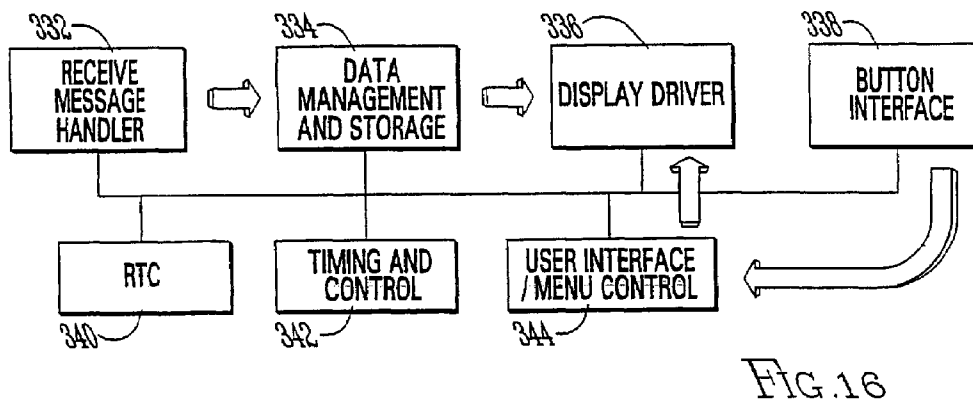 332
334
336
338
RECEIVE
MESSAGE
HANDLER
DATA
MANAGEMENT
AND STORAGE
DISPLAY DRIVER
BUTTON
INTERFACE
RTC
TIMING AND
CONTROL
USER INTERFACE
/ MENU CONTROL
340
342
344
FIG.16